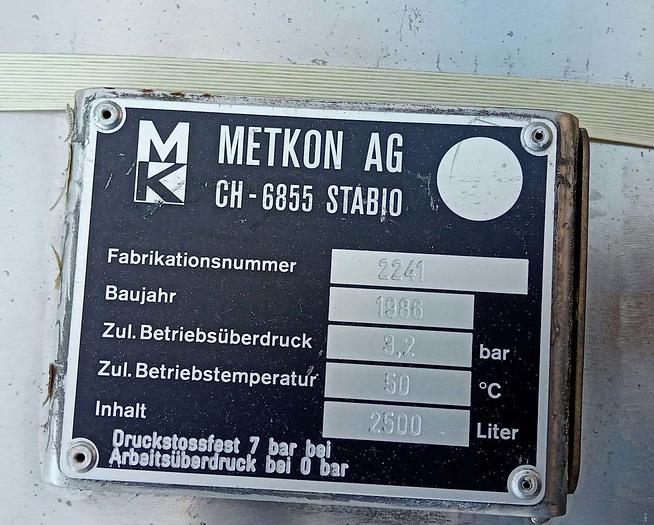 MK
METKON AG
CH-6855 STABIO
Fabrikationsnummer 2241
Baujahr 1986
Zul. Betriebsüberdruck 3,2 bar
Zul. Betriebstemperatur 50 °C
Inhalt 2500 Liter
Druckstossfest 7 bar bei
Arbeitsüberdruck bei 0 bar